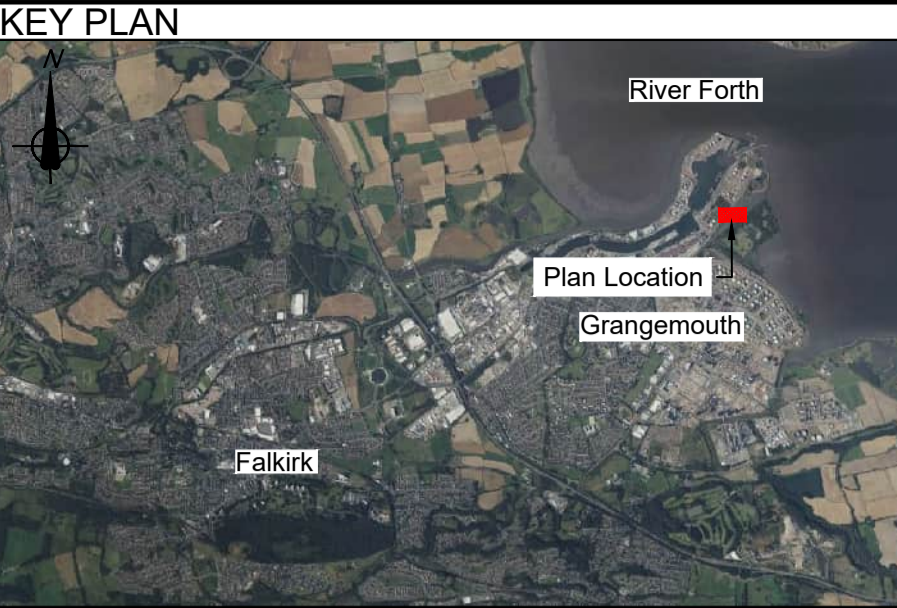 KEY PLAN
N
River Forth
Plan Location
Grangemouth
Falkirk